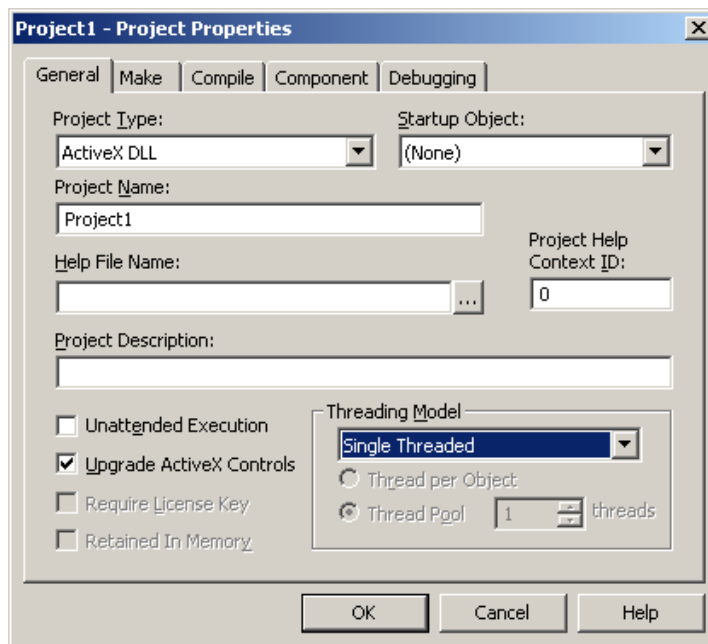 Project1 - Project Properties
General Make Compile Component Debugging
Project Type: Startup Object:
ActiveX DLL (None)
Project Name:
Project1
Project Help
Help File Name: Context ID:
... 0
Project Description:
Unattended Execution
Threading Model
Single Threaded
Upgrade ActiveX Controls
Thread per Object
Require License Key
Thread Pool 1 threads
Retained In Memory
OK Cancel Help